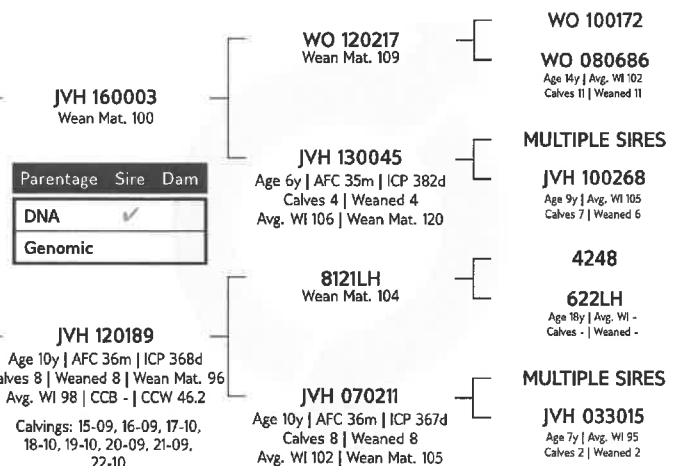 WO 100172
WO 120217
Wean Mat. 109
WO 080686
Age 14y | Avg. WI 102
Calves 11 | Weaned 11
JVH 160003
Wean Mat. 100
MULTIPLE SIRES
JVH 130045
Age 6y | AFC 35m | ICP 382d
Calves 4 | Weaned 4
Avg. WI 106 | Wean Mat. 120
JVH 100268
Age 9y | Avg. WI 105
Calves 7 | Weaned 6
Parentage Sire Dam
DNA ✓
Genomic
4248
8121LH
Wean Mat. 104
622LH
Age 18y | Avg. WI -
Calves - | Weaned -
JVH 120189
Age 10y | AFC 36m | ICP 368d
alves 8 | Weaned 8 | Wean Mat. 96
Avg. WI 98 | CCB - | CCW 46.2
Calvings: 15-09, 16-09, 17-10,
18-10, 19-10, 20-09, 21-09,
22-10
MULTIPLE SIRES
JVH 070211
Age 10y | AFC 36m | ICP 367d
Calves 8 | Weaned 8
Avg. WI 102 | Wean Mat. 105
JVH 033015
Age 7y | Avg. WI 95
Calves 2 | Weaned 2